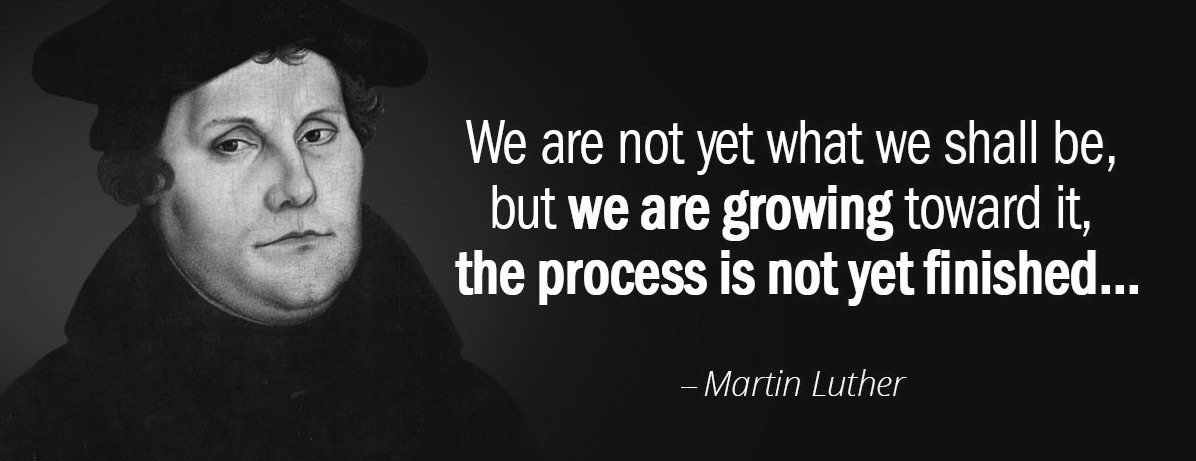 We are not yet what we shall be,
but we are growing toward it,
the process is not yet finished...
– Martin Luther